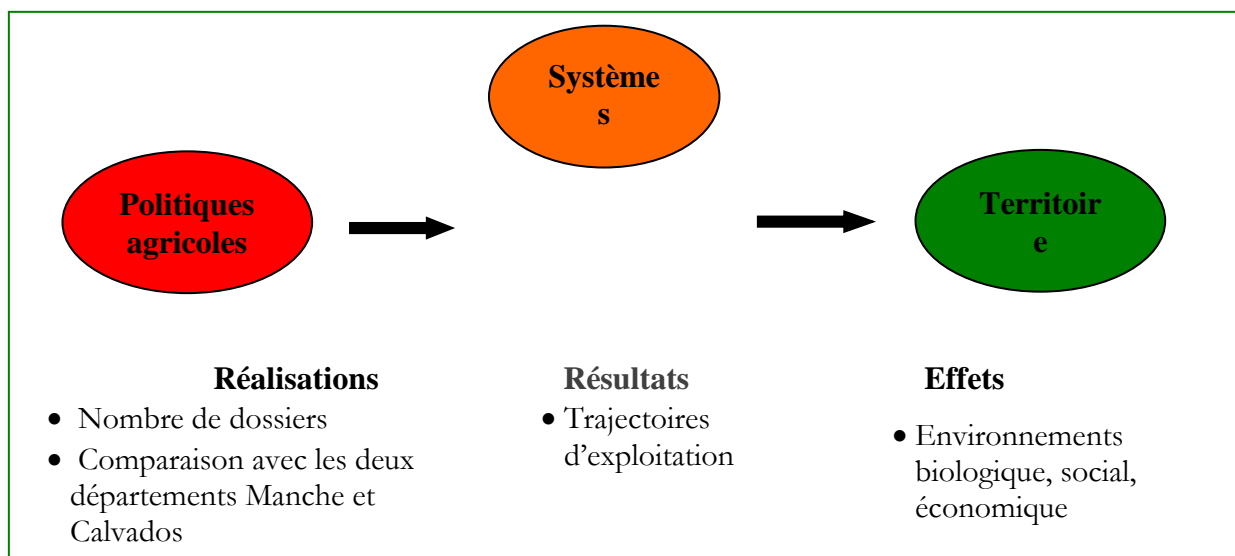 Système
s
Politiques
agricoles
Territoir
e
Réalisations
• Nombre de dossiers
• Comparaison avec les deux
départements Manche et
Calvados
Résultats
• Trajectoires
d'exploitation
Effets
• Environnements
biologique, social,
économique